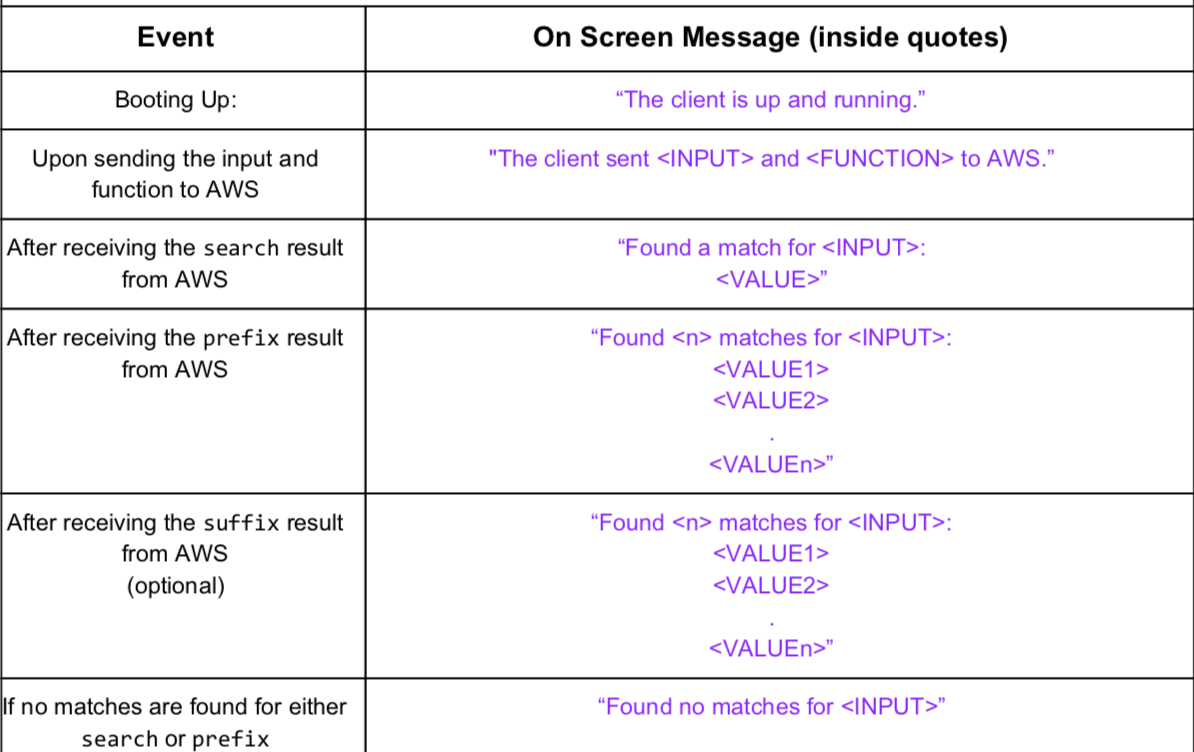 Event
On Screen Message (inside quotes)
Booting Up:
“The client is up and running.”
Upon sending the input and
function to AWS
"The client sent <INPUT> and <FUNCTION> to AWS.”
After receiving the search result
from AWS
“Found a match for <INPUT>:
<VALUE>”
After receiving the prefix result
from AWS
“Found <n> matches for <INPUT>:
<VALUE1>
<VALUE2>
.
<VALUEn>”
After receiving the suffix result
from AWS
(optional)
“Found <n> matches for <INPUT>:
<VALUE1>
<VALUE2>
.
<VALUEn>”
If no matches are found for either
search or prefix
“Found no matches for <INPUT>”